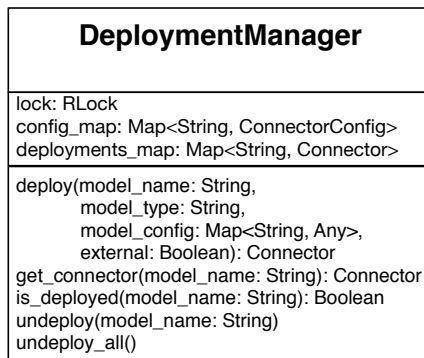 DeploymentManager
lock: RLock
config_map: Map<String, ConnectorConfig>
deployments_map: Map<String, Connector>
deploy(model_name: String,
model_type: String,
model_config: Map<String, Any>,
external: Boolean): Connector
get_connector(model_name: String): Connector
is_deployed(model_name: String): Boolean
undeploy(model_name: String)
undeploy_all()